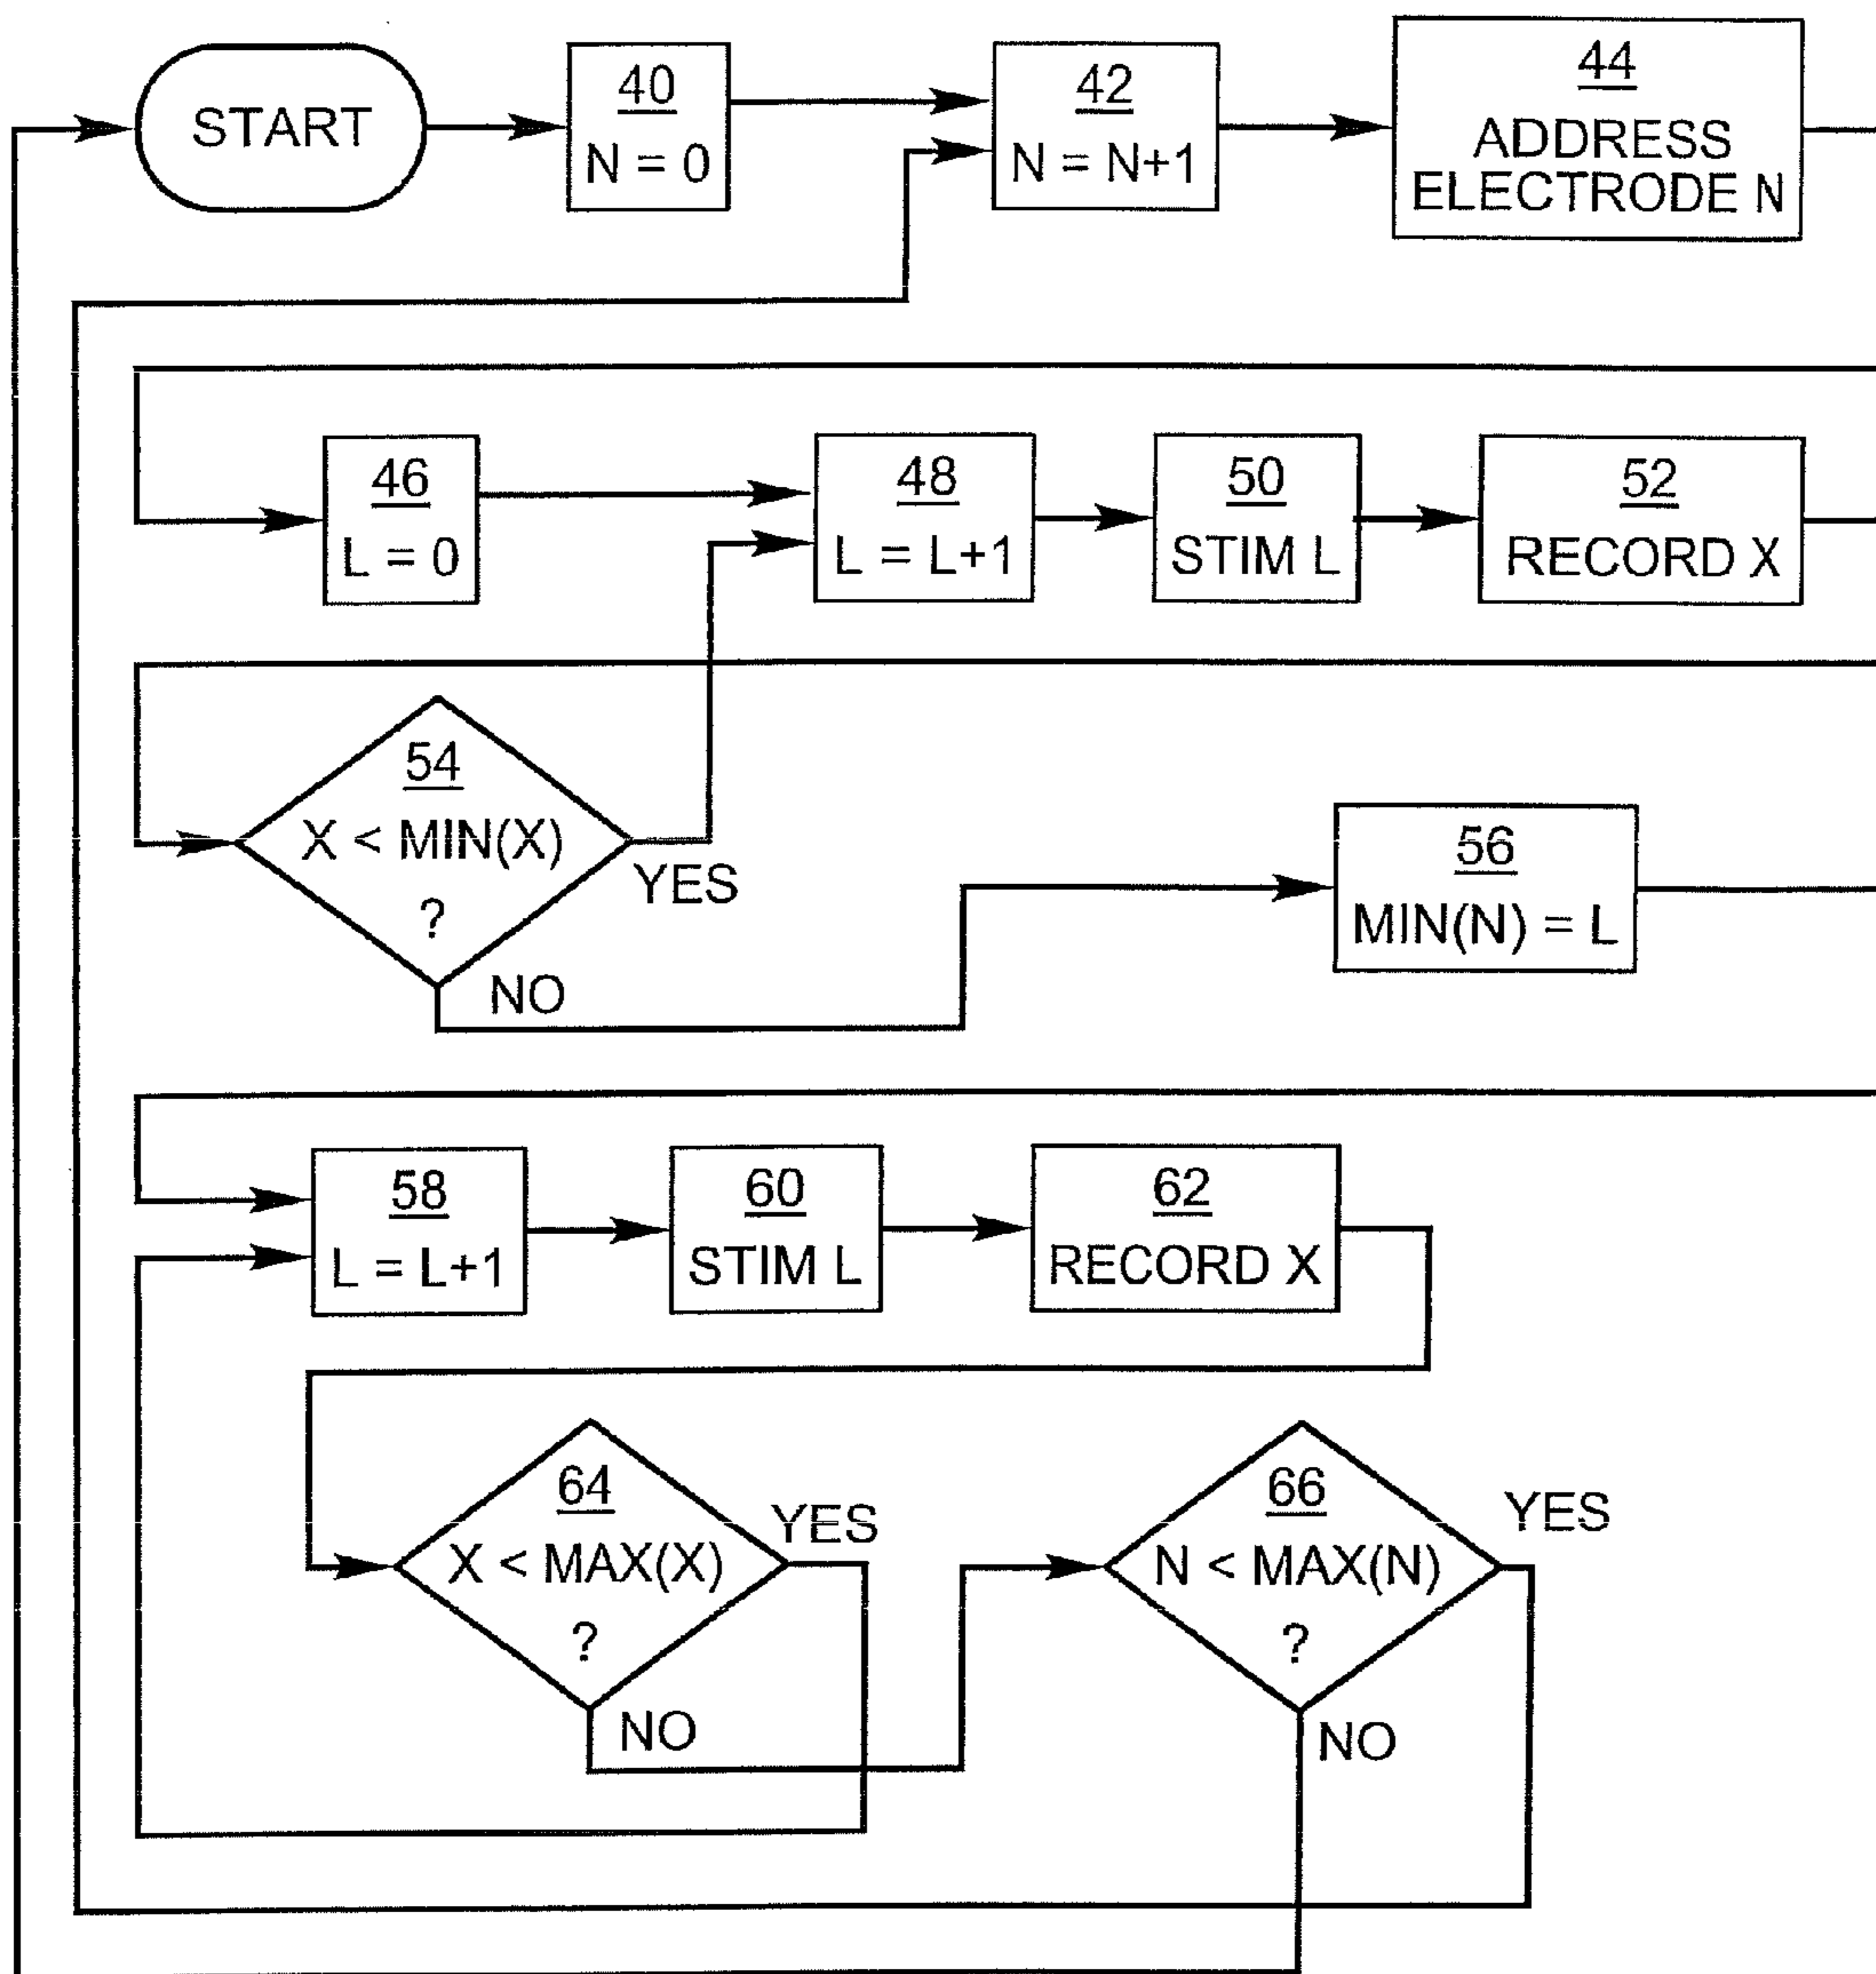 START
40
N = 0
42
N = N+1
44
ADDRESS
ELECTRODE N
46
L = 0
48
L = L+1
50
STIM L
52
RECORD X
54
X < MIN(X)
?
YES
NO
56
MIN(N) = L
58
L = L+1
60
STIM L
62
RECORD X
64
X < MAX(X)
?
YES
NO
66
N < MAX(N)
?
YES
NO